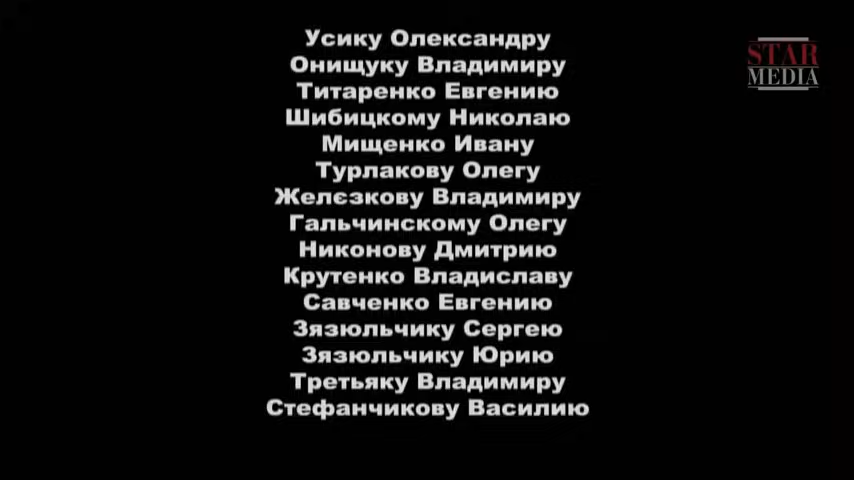 Усику Олександру
Онищуку Владимиру
Титаренко Евгению
Шибицкому Николаю
Мищенко Ивану
Турлакову Олегу
Желєзкову Владимиру
Гальчинскому Олегу
Никонову Дмитрию
Крутенко Владиславу
Савченко Евгению
Зязюльчику Сергею
Зязюльчику Юрию
Третьяку Владимиру
Стефанчикову Василию
STAR
MEDIA